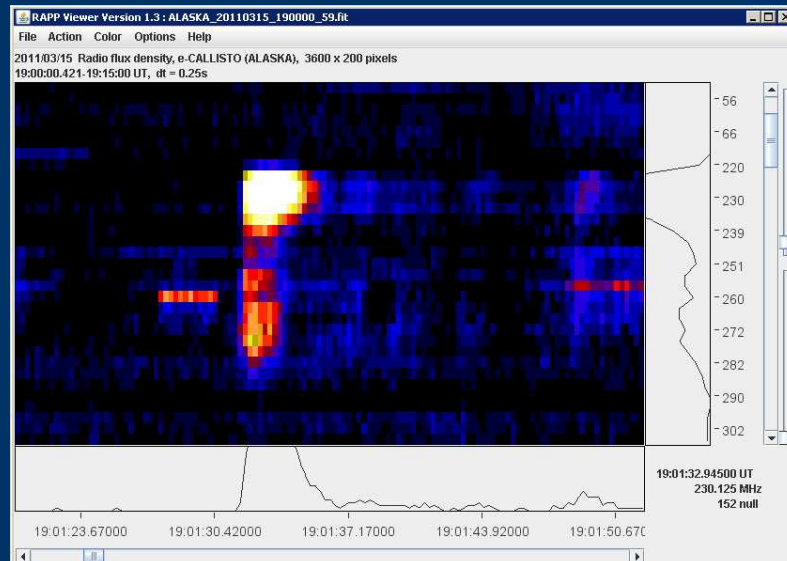 RAPP Viewer Version 1.3 : ALASKA_20110315_190000_59.fit
File Action Color Options Help
2011/03/15 Radio flux density, e-CALLISTO (ALASKA), 3600 x 200 pixels
19:00:00.421-19:15:00 UT, dt = 0.25s
56
66
220
230
239
251
260
272
282
290
302
19:01:32.94500 UT
230.125 MHz
152 null
19:01:23.67000 19:01:30.42000 19:01:37.17000 19:01:43.92000 19:01:50.670